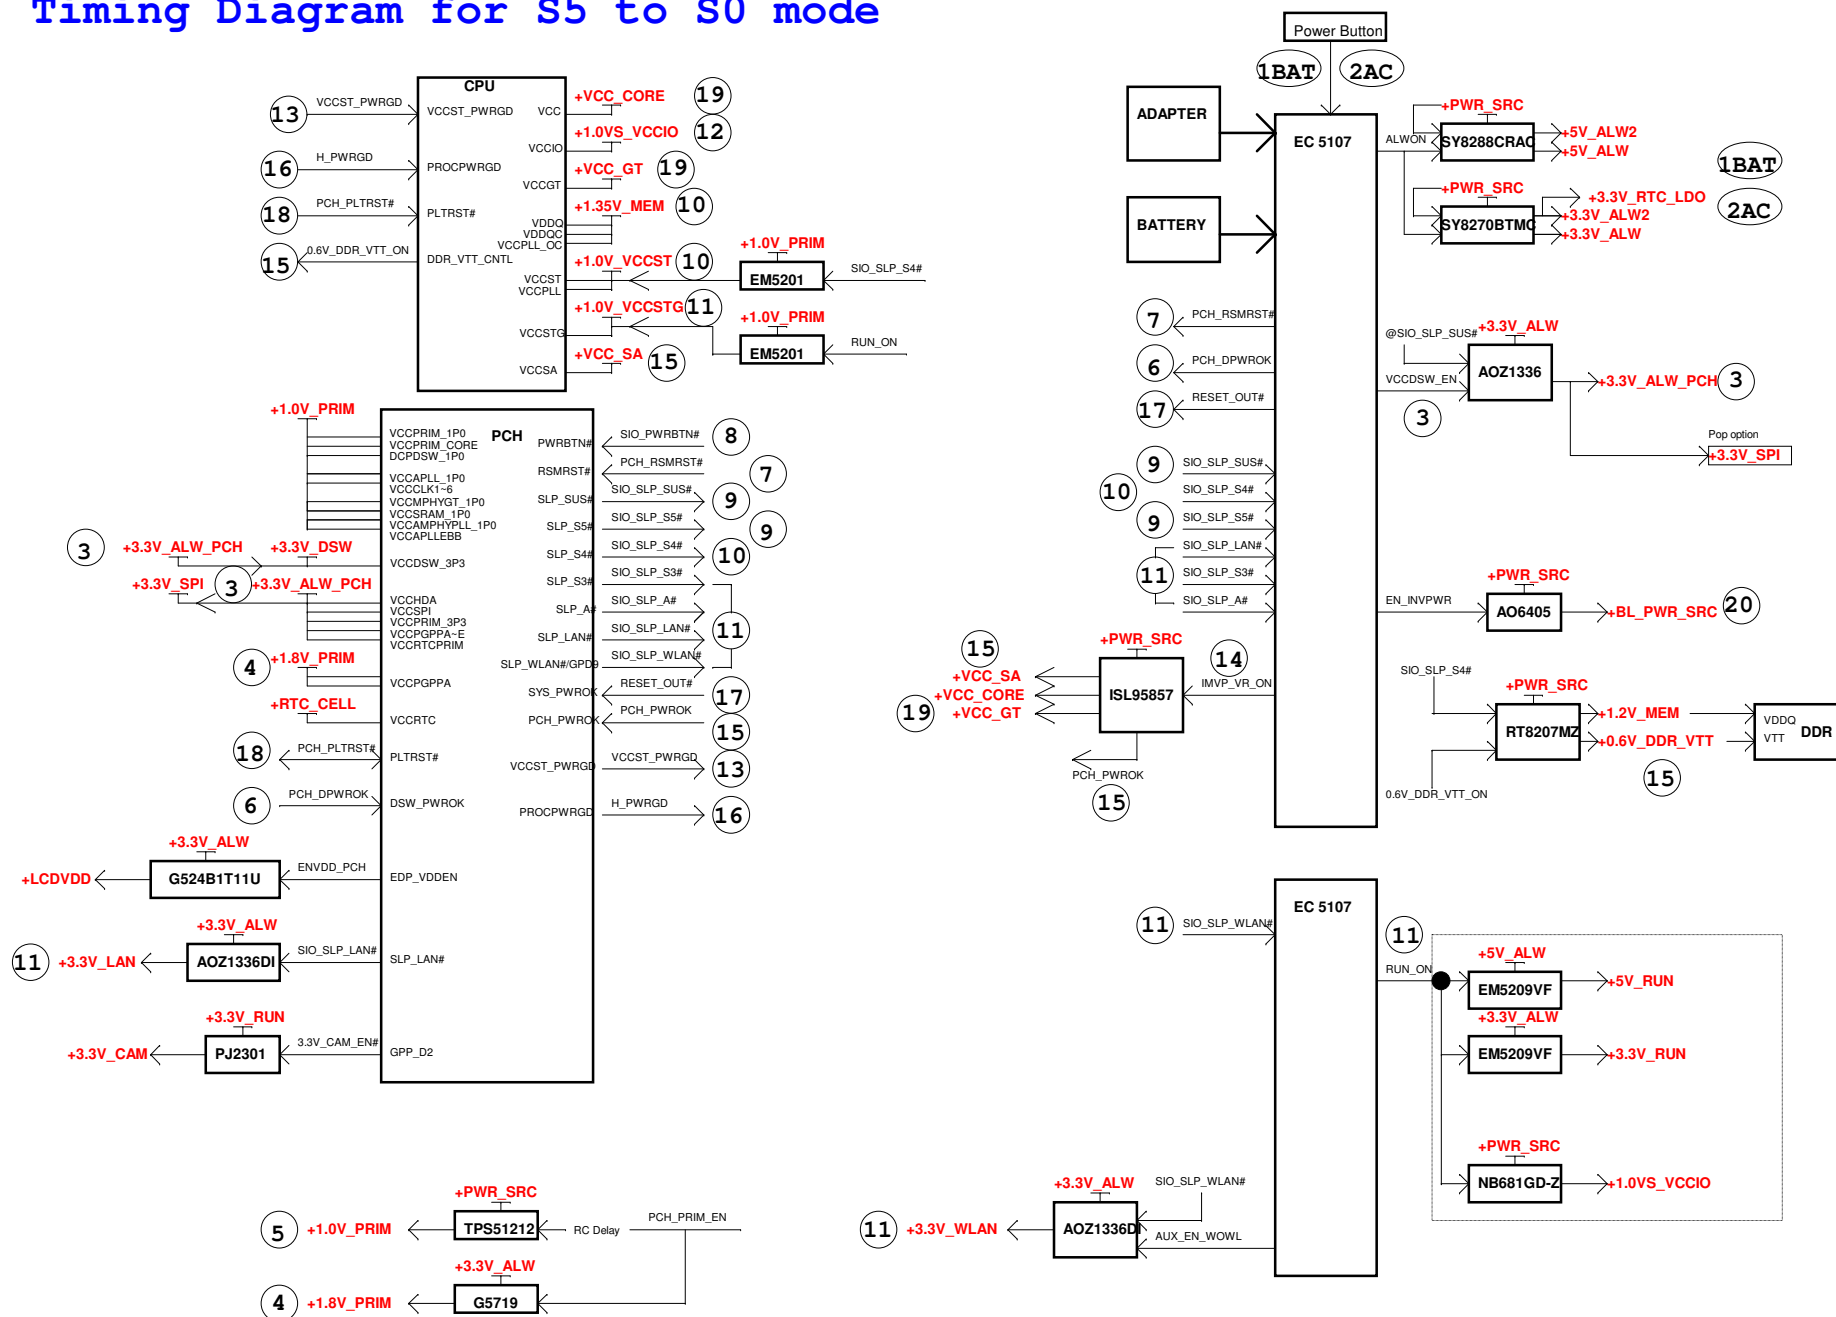 Timing Diagram for S5 to S0 mode
CPU
13 VCCST_PWRGD VCCST_PWRGD
16 H_PWRGD PROCPWRGD
18 PCH_PLTRST# PLTRST#
15 0.6V_DDR_VTT_ON DDR_VTT_CNTL
VCC +VCC_CORE 19
VCCIO +1.0VS_VCCIO 12
VCCGT +VCC_GT 19
+1.35V_MEM 10
VDDQ
VDDQC
VCCPLL_OC
+1.0V_VCCST 10
VCCST
VCCPLL
+1.0V_PRIM
EM5201
SIO_SLP_S4#
+1.0V_VCCSTG 11
VCCSTG
+1.0V_PRIM
EM5201
RUN_ON
VCCSA +VCC_SA 15
PCH
+1.0V_PRIM
VCCPRIM_1P0
VCCPRIM_CORE
DCPDSW_1P0
VCCAPLL_1P0
VCCCLK1~6
VCCMPHYGT_1P0
VCCSRAM_1P0
VCCAMPHYPLL_1P0
VCCAPLLEBB
3 +3.3V_ALW_PCH +3.3V_DSW
VCCDSW_3P3
+3.3V_SPI 3 +3.3V_ALW_PCH
VCCHDA
VCCSPI
VCCPRIM_3P3
VCCPGPPA~E
VCCRTCPRIM
4 +1.8V_PRIM
VCCPGPPA
+RTC_CELL
VCCRTC
18 PCH_PLTRST# PLTRST#
6 PCH_DPWROK DSW_PWROK
+3.3V_ALW
+LCDVDD G524B1T11U ENVDD_PCH EDP_VDDEN
+3.3V_ALW
11 +3.3V_LAN AOZ1336DI SIO_SLP_LAN# SLP_LAN#
+3.3V_RUN
+3.3V_CAM PJ2301 3.3V_CAM_EN# GPP_D2
PWRBTN# SIO_PWRBTN# 8
RSMRST# PCH_RSMRST# 7
SLP_SUS# SIO_SLP_SUS# 9
SLP_S5# SIO_SLP_S5# 9
SLP_S4# SIO_SLP_S4# 10
SLP_S3# SIO_SLP_S3#
SLP_A# SIO_SLP_A#
11
SLP_LAN# SIO_SLP_LAN#
SLP_WLAN#/GPD9 SIO_SLP_WLAN#
SYS_PWROK RESET_OUT# 17
PCH_PWROK PCH_PWROK 15
VCCST_PWRGD VCCST_PWRGD 13
PROCPWRGD H_PWRGD 16
+PWR_SRC
5 +1.0V_PRIM TPS51212 RC Delay PCH_PRIM_EN
+3.3V_ALW
4 +1.8V_PRIM G5719
Power Button
1BAT 2AC
ADAPTER
BATTERY
EC 5107
ALWON
+PWR_SRC
SY8288CRAC
+5V_ALW2
+5V_ALW
1BAT
2AC
+PWR_SRC
SY8270BTMC
+3.3V_RTC_LDO
+3.3V_ALW2
+3.3V_ALW
7 PCH_RSMRST#
6 PCH_DPWROK
17 RESET_OUT#
@SIO_SLP_SUS# +3.3V_ALW
VCCDSW_EN
3
AOZ1336
+3.3V_ALW_PCH 3
Pop option
+3.3V_SPI
9 SIO_SLP_SUS#
10 SIO_SLP_S4#
9 SIO_SLP_S5#
SIO_SLP_LAN#
11 SIO_SLP_S3#
SIO_SLP_A#
+PWR_SRC
EN_INVPWR AO6405 +BL_PWR_SRC 20
15 +VCC_SA
+VCC_CORE
19 +VCC_GT
+PWR_SRC
ISL95857
14
IMVP_VR_ON
PCH_PWROK
15
SIO_SLP_S4#
+PWR_SRC
RT8207MZ
0.6V_DDR_VTT_ON
+1.2V_MEM
+0.6V_DDR_VTT
15
VDDQ
VTT
DDR
EC 5107
11 SIO_SLP_WLAN#
11
RUN_ON
+5V_ALW
EM5209VF +5V_RUN
+3.3V_ALW
EM5209VF +3.3V_RUN
+PWR_SRC
NB681GD-Z +1.0VS_VCCIO
+3.3V_ALW
11 +3.3V_WLAN AOZ1336DI
SIO_SLP_WLAN#
AUX_EN_WOWL